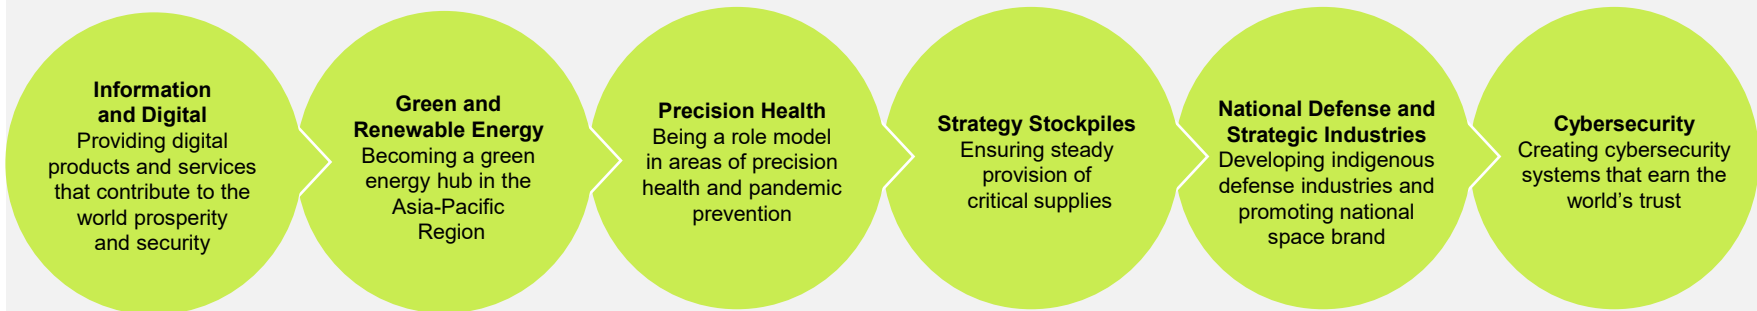 Information
and Digital
Providing digital
products and services
that contribute to the
world prosperity
and security
Green and
Renewable Energy
Becoming a green
energy hub in the
Asia-Pacific
Region
Precision Health
Being a role model
in areas of precision
health and pandemic
prevention
Strategy Stockpiles
Ensuring steady
provision of
critical supplies
National Defense and
Strategic Industries
Developing indigenous
defense industries and
promoting national
space brand
Cybersecurity
Creating cybersecurity
systems that earn the
world’s trust